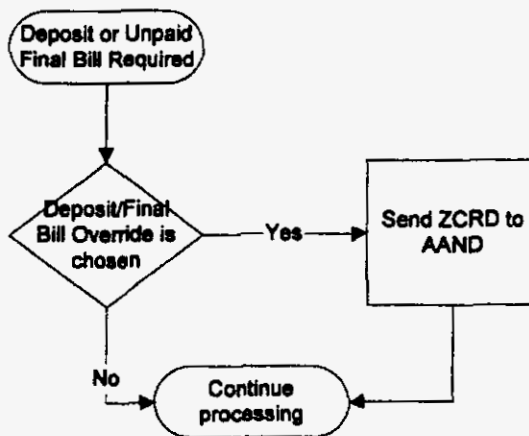 Deposit or Unpaid
Final Bill Required
Deposit/Final
Bill Override is
chosen
Yes
Send ZCRD to
AAND
No
Continue
processing